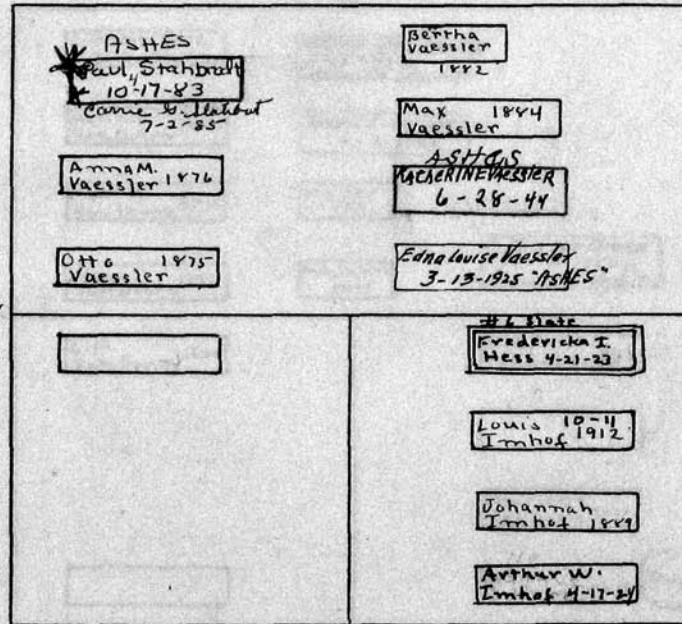 ASHES
Paul Stahbralt
10-17-83
Carrie G.
7-2-85
Anna M.
Vaessler 1876
Otto 1875
Vaessler
Bertha
Vaessler
1882
Max 1884
Vaessler
ASHES
KATHERINE VAESSLER
6-28-44
Edna Louise Vaessler
3-13-1925 "ASHES"
#6 Slate
Fredericka I.
Hess 4-21-23
Louis 10-11
Imhof 1912
Johannah
Imhof 1889
Arthur W.
Imhof 4-17-24